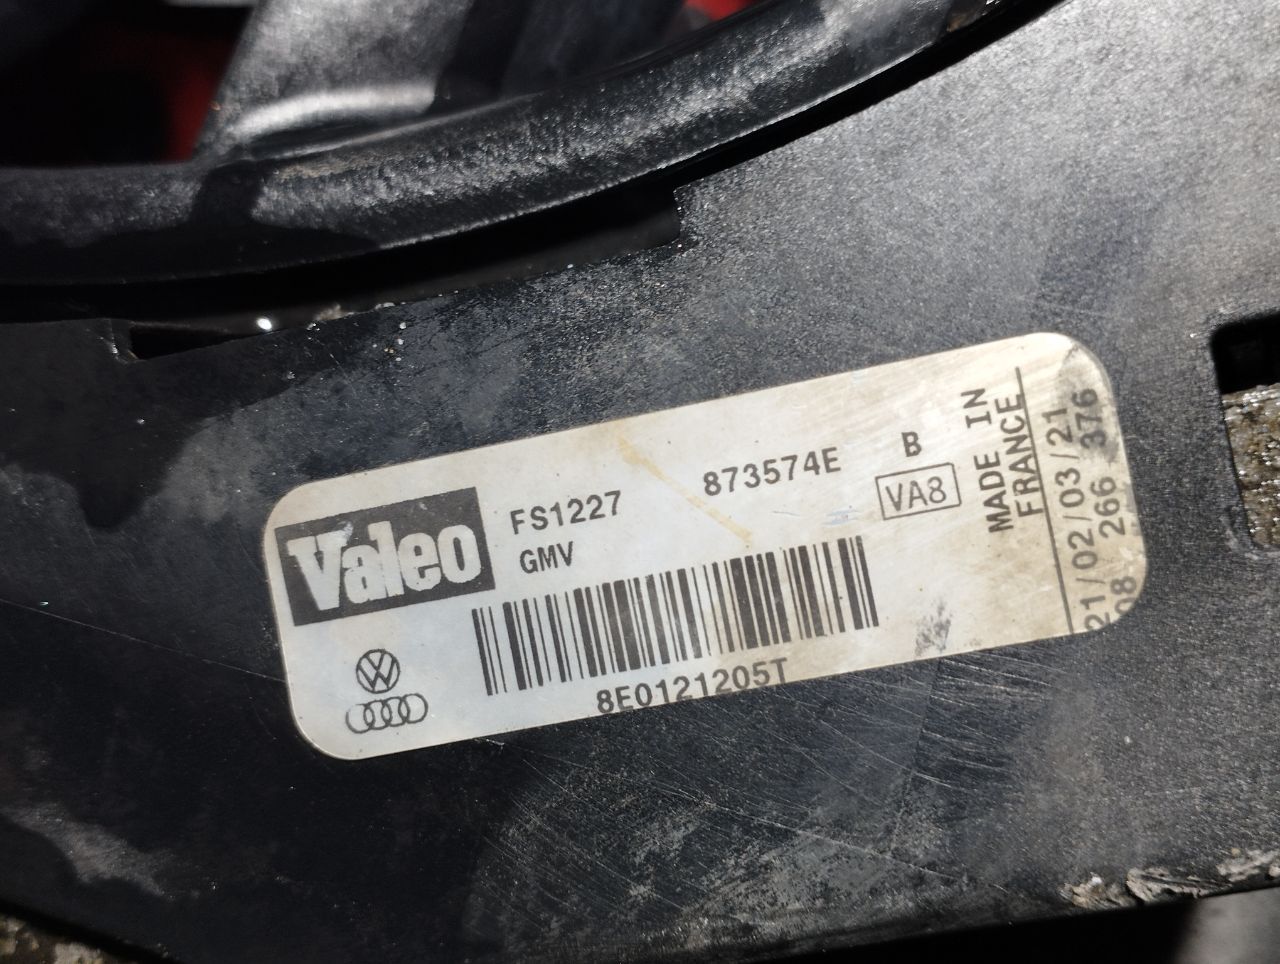 Valeo
FS1227
873574E
B
GMV
VA8
MADE IN
FRANCE
21/02/03/21
08 266 376
8E0121205T